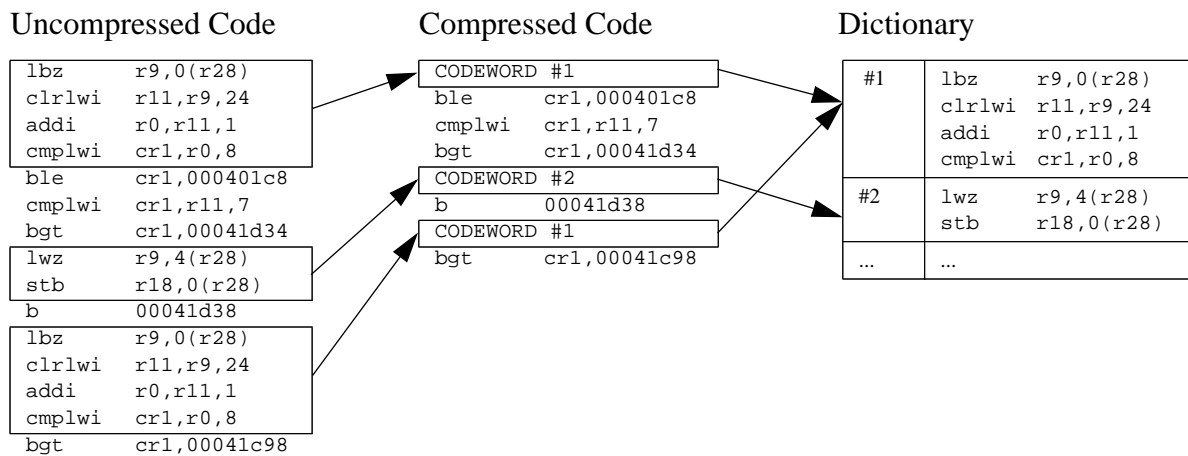 Uncompressed Code
lbz r9,0(r28)
clrlwi r11,r9,24
addi r0,r11,1
cmplwi cr1,r0,8
ble cr1,000401c8
cmplwi cr1,r11,7
bgt cr1,00041d34
lwz r9,4(r28)
stb r18,0(r28)
b 00041d38
lbz r9,0(r28)
clrlwi r11,r9,24
addi r0,r11,1
cmplwi cr1,r0,8
bgt cr1,00041c98
Compressed Code
CODEWORD #1
ble cr1,000401c8
cmplwi cr1,r11,7
bgt cr1,00041d34
CODEWORD #2
b 00041d38
CODEWORD #1
bgt cr1,00041c98
Dictionary
#1 lbz r9,0(r28)
clrlwi r11,r9,24
addi r0,r11,1
cmplwi cr1,r0,8
#2 lwz r9,4(r28)
stb r18,0(r28)
... ...